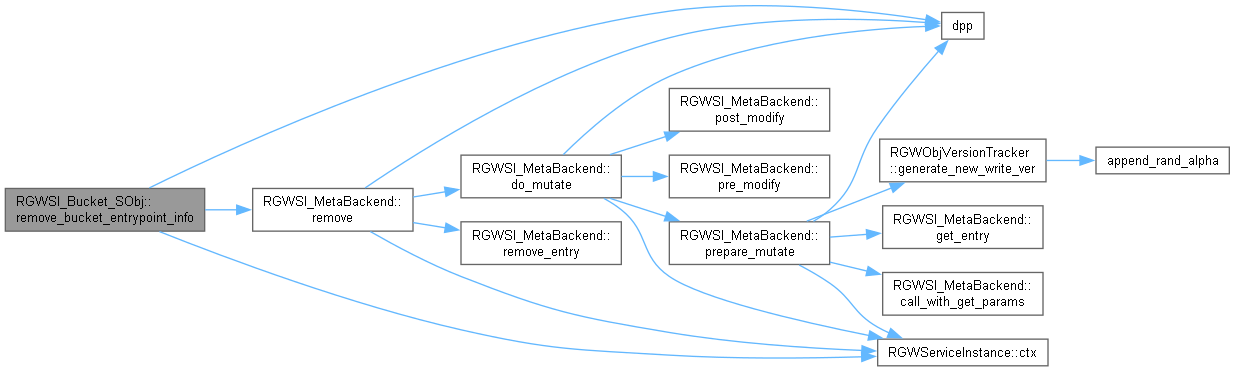 RGWSI_Bucket_SObj::
remove_bucket_entrypoint_info
RGWSI_MetaBackend::
remove
RGWSI_MetaBackend::
do_mutate
RGWSI_MetaBackend::
remove_entry
RGWSI_MetaBackend::
post_modify
RGWSI_MetaBackend::
pre_modify
RGWSI_MetaBackend::
prepare_mutate
dpp
RGWObjVersionTracker
::generate_new_write_ver
RGWSI_MetaBackend::
get_entry
RGWSI_MetaBackend::
call_with_get_params
RGWServiceInstance::ctx
append_rand_alpha